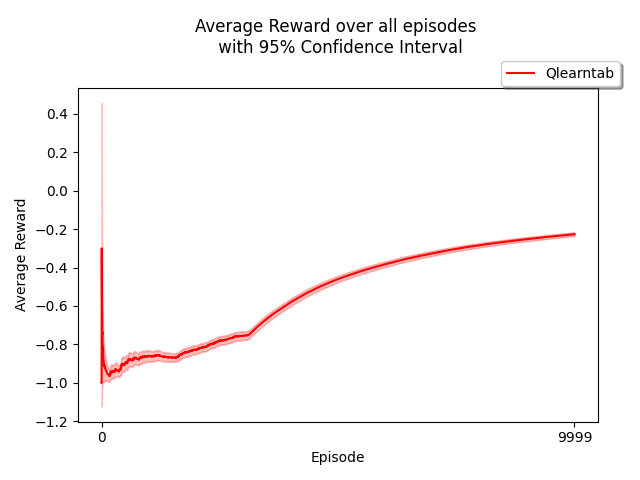 Average Reward over all episodes
with 95% Confidence Interval
Qlearntab
0.4
0.2
0.0
−0.2
−0.4
−0.6
−0.8
−1.0
−1.2
Average Reward
0
9999
Episode